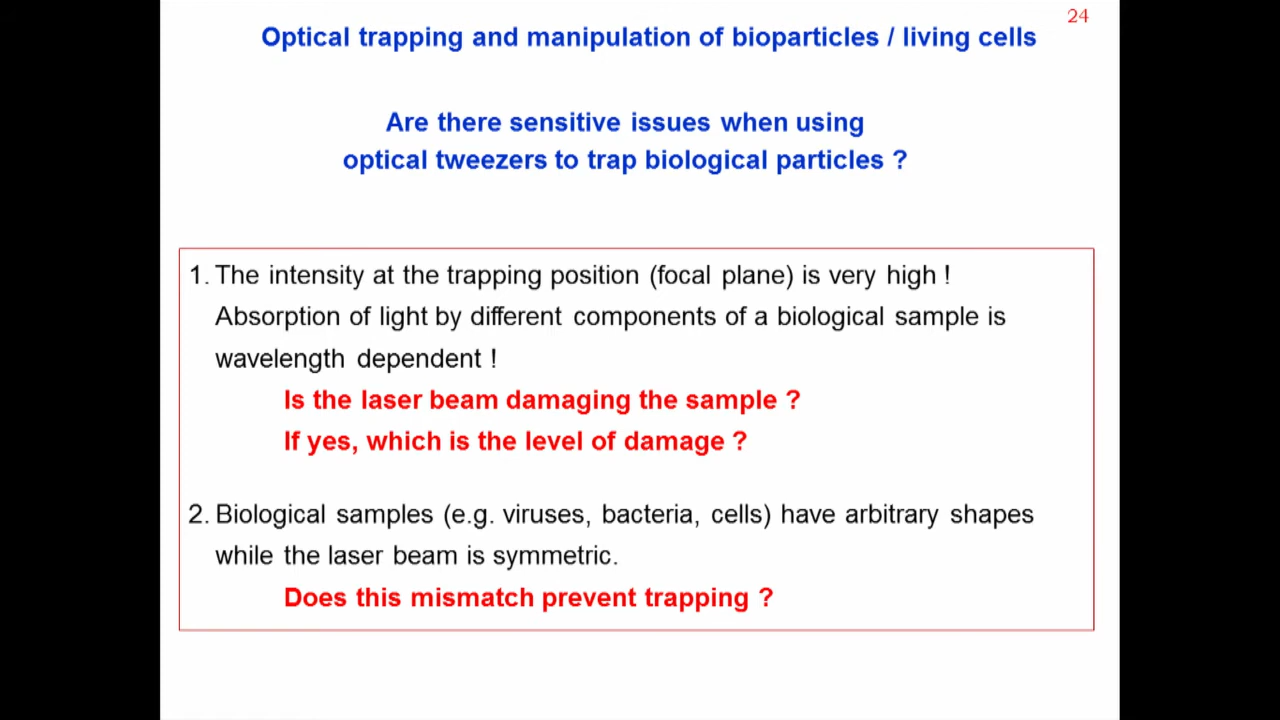 24
Optical trapping and manipulation of bioparticles / living cells
Are there sensitive issues when using
optical tweezers to trap biological particles ?
1. The intensity at the trapping position (focal plane) is very high !
Absorption of light by different components of a biological sample is
wavelength dependent !
Is the laser beam damaging the sample ?
If yes, which is the level of damage ?
2. Biological samples (e.g. viruses, bacteria, cells) have arbitrary shapes
while the laser beam is symmetric.
Does this mismatch prevent trapping ?